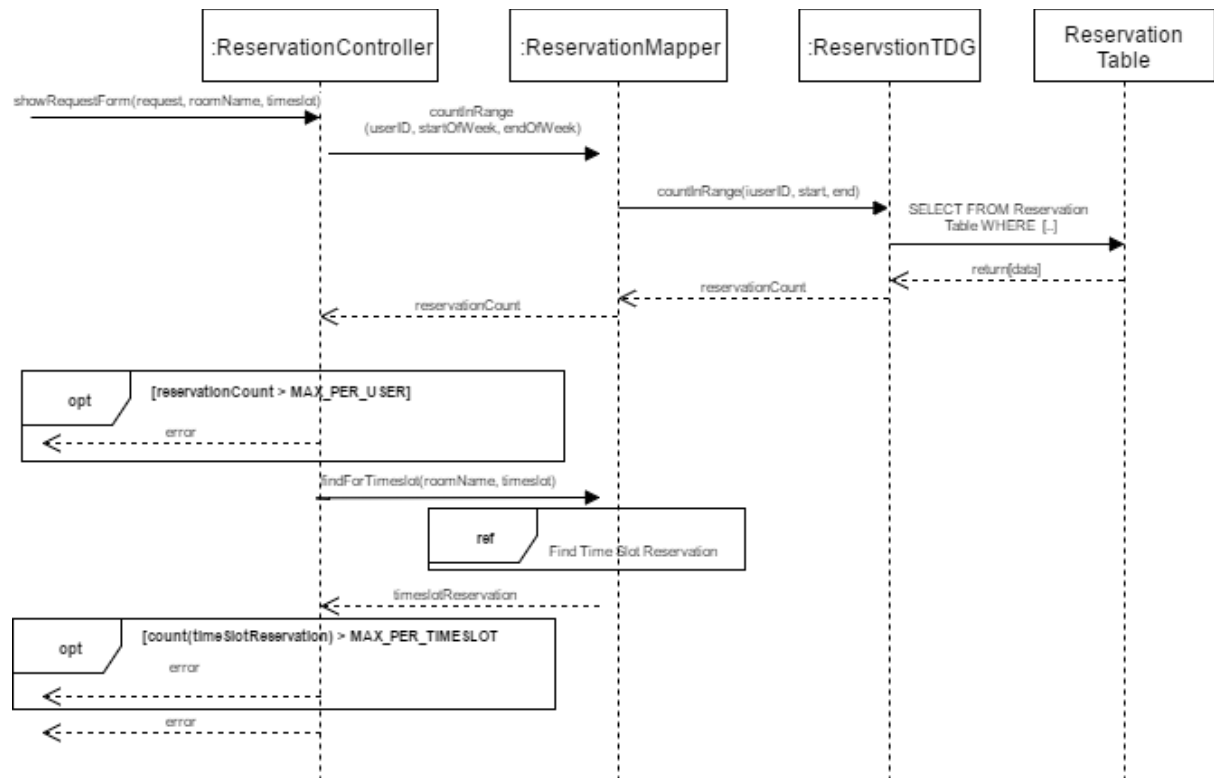 :ReservationController
:ReservationMapper
:ReservstionTDG
Reservation
Table
showRequestForm(request, roomName, timeslot)
countInRange
(userID, startOfWeek, endOfWeek)
countInRange(iuserID, start, end)
SELECT FROM Reservation
Table WHERE [..]
return[data]
reservationCount
reservationCount
opt
[reservationCount > MAX_PER_USER]
error
findForTimeslot(roomName, timeslot)
ref
Find Time Slot Reservation
timeslotReservation
opt
[count(timeSlotReservation) > MAX_PER_TIMESLOT
error
error